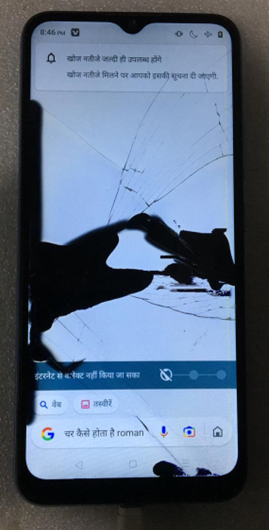 8:46 PM
खोज नतीजे जल्दी ही उपलब्ध होंगे
खोज नतीजे मिलने पर आपको इसकी सूचना दी जाएगी.
इंटरनेट से कनेक्ट नहीं किया जा सका
वेब तस्वीरें
G चर कैसे होता है roman